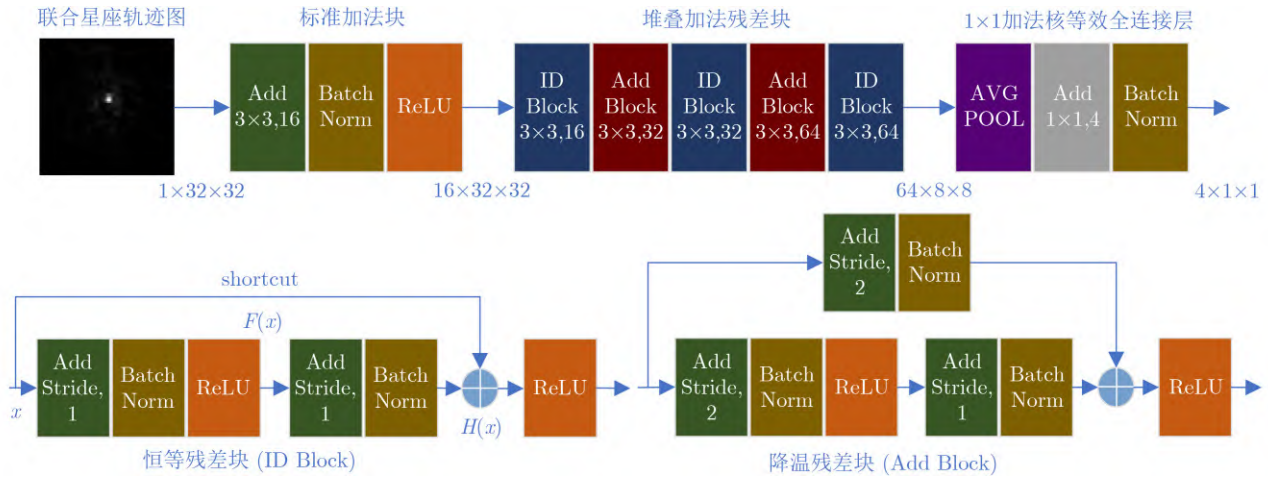 联合星座轨迹图
标准加法块
堆叠加法残差块
1×1加法核等效全连接层
Add
3×3,16
Batch
Norm
ReLU
ID
Block
3×3,16
Add
Block
3×3,32
ID
Block
3×3,32
Add
Block
3×3,64
ID
Block
3×3,64
AVG
POOL
Add
1×1,4
Batch
Norm
1×32×32
16×32×32
64×8×8
4×1×1
shortcut
F(x)
x
Add
Stride,
1
Batch
Norm
ReLU
Add
Stride,
1
Batch
Norm
H(x)
ReLU
恒等残差块 (ID Block)
Add
Stride,
2
Batch
Norm
Add
Stride,
2
Batch
Norm
ReLU
Add
Stride,
1
Batch
Norm
ReLU
降温残差块 (Add Block)